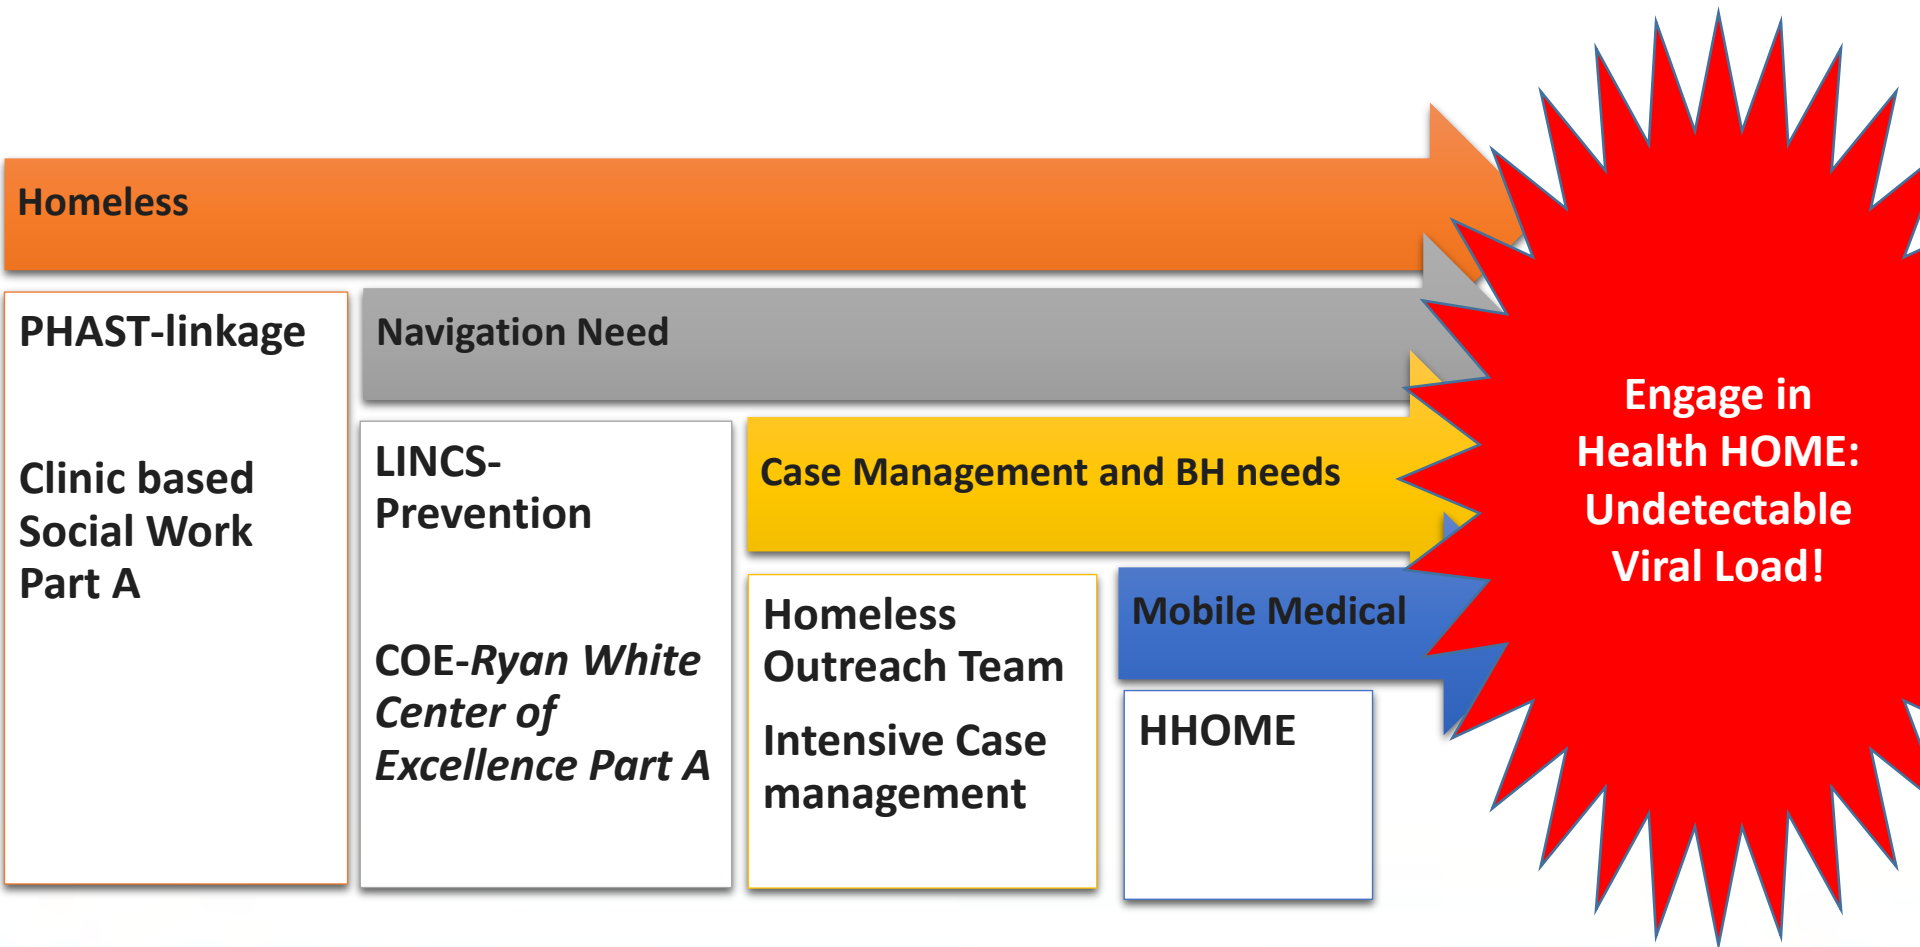 Homeless
PHAST-linkage
Clinic based
Social Work
Part A
Navigation Need
LINCS-
Prevention
COE-Ryan White
Center of
Excellence Part A
Case Management and BH needs
Homeless
Outreach Team
Intensive Case
management
Mobile Medical
HHOME
Engage in
Health HOME:
Undetectable
Viral Load!